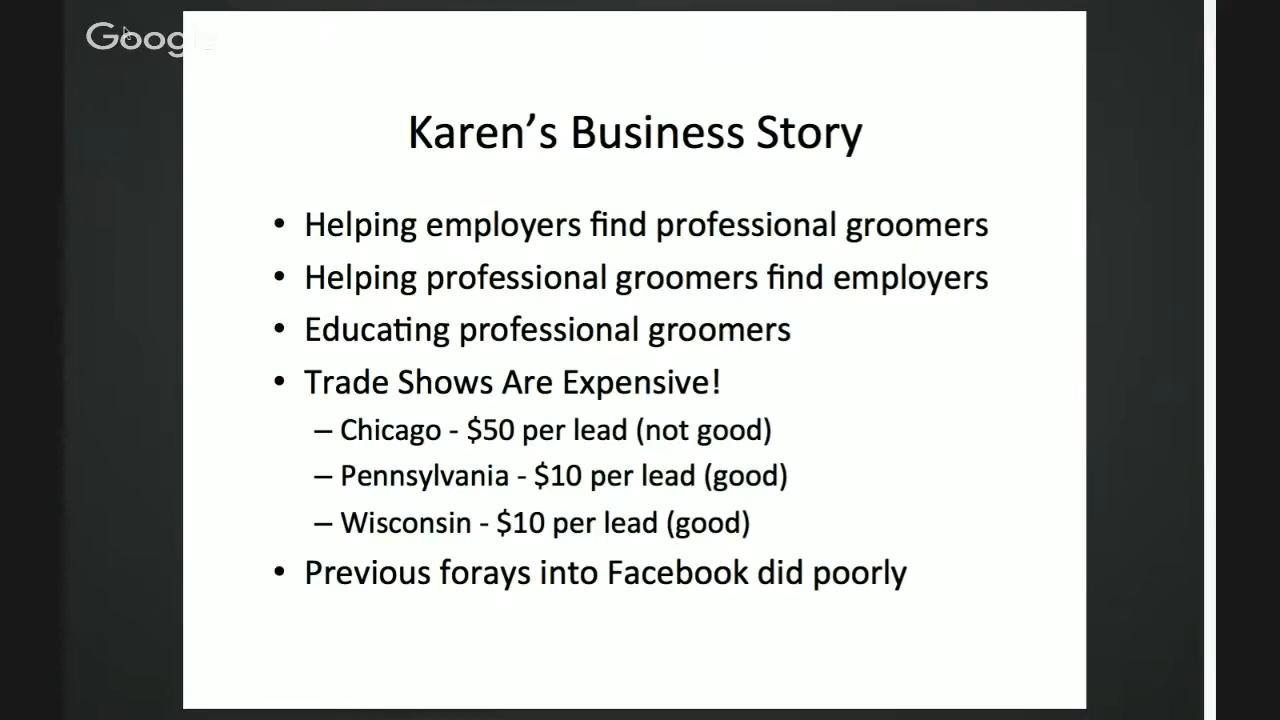 Google
Karen's Business Story
• Helping employers find professional groomers
• Helping professional groomers find employers
• Educating professional groomers
• Trade Shows Are Expensive!
– Chicago - $50 per lead (not good)
– Pennsylvania - $10 per lead (good)
– Wisconsin - $10 per lead (good)
• Previous forays into Facebook did poorly